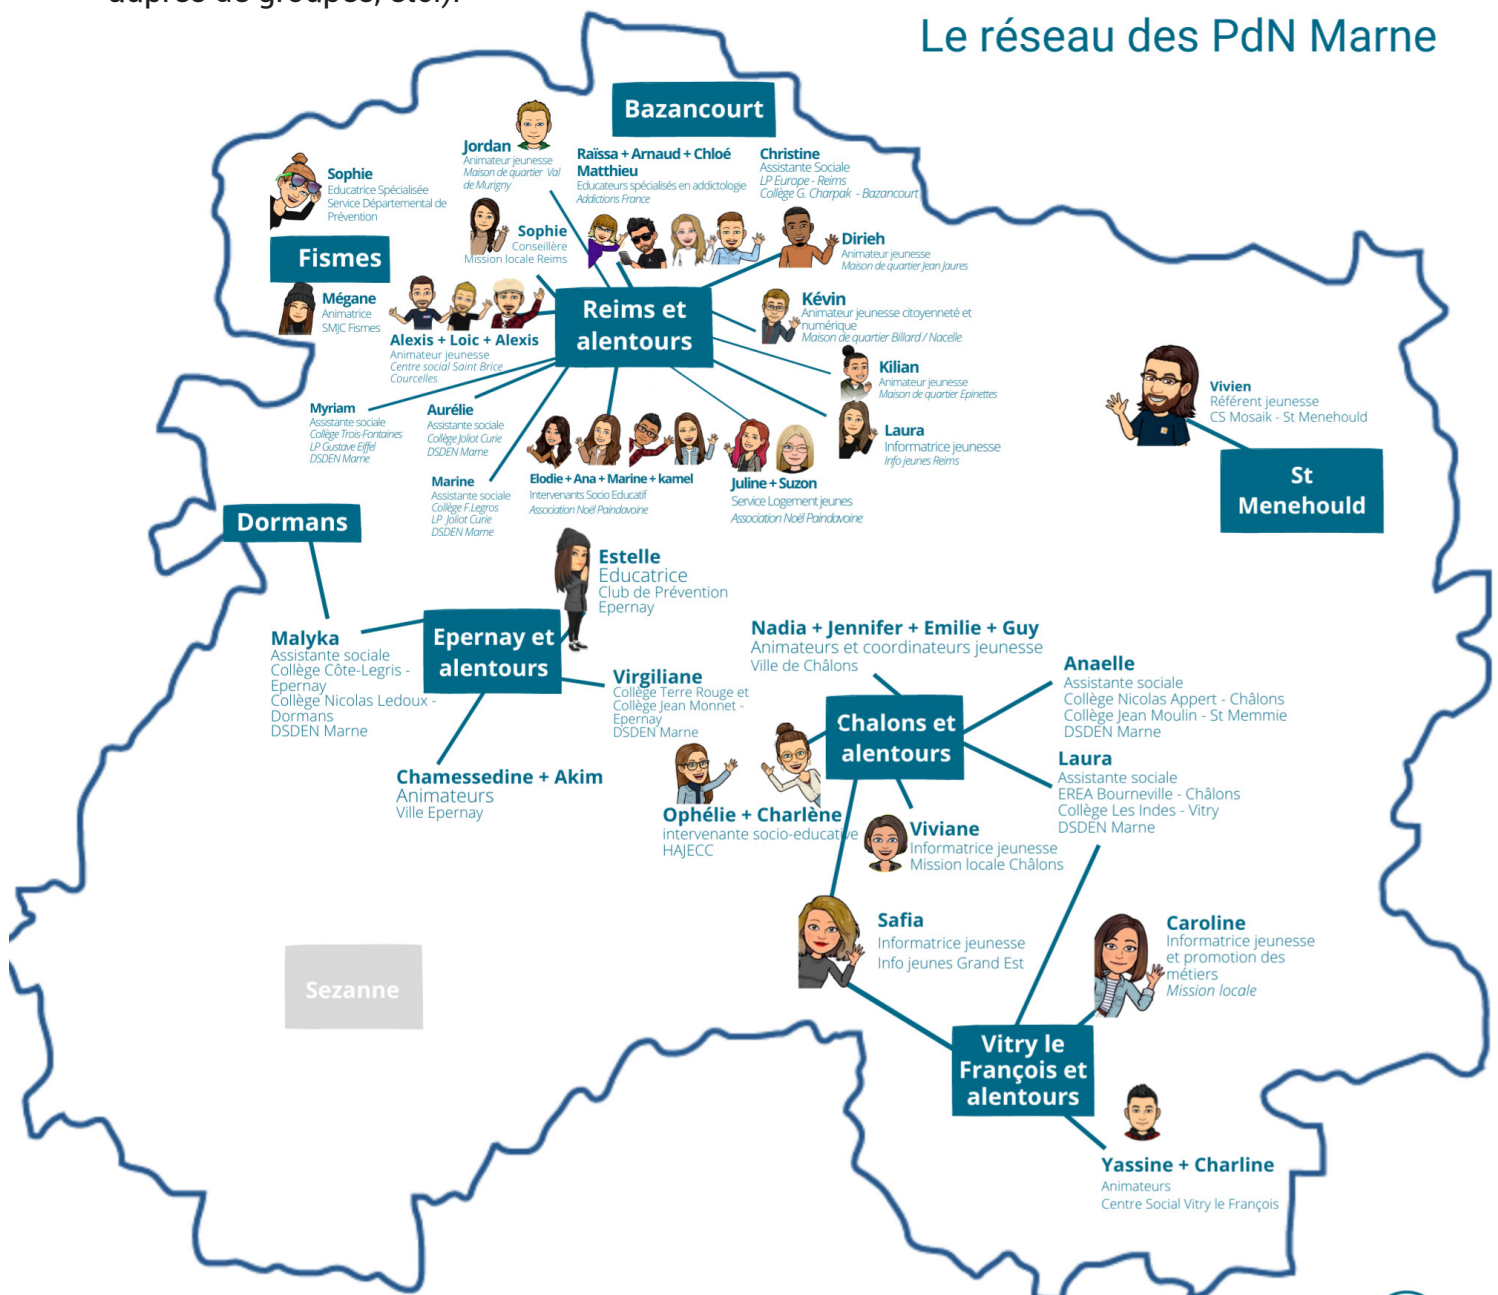 auprès de groupes, etc.).
Le réseau des PdN Marne
Bazancourt
Jordan
Animateur jeunesse
Maison de quartier Val
de Murigny
Raïssa + Arnaud + Chloé
Matthieu
Educateurs spécialisés en addictologie
Addictions France
Christine
Assistante Sociale
LP Europe - Reims
Collège G. Charpak - Bazancourt
Sophie
Educatrice Spécialisée
Service Départemental de
Prévention
Sophie
Conseillère
Mission locale Reims
Dirieh
Animateur jeunesse
Maison de quartier Jean Jaures
Fismes
Mégane
Animatrice
SMJC Fismes
Reims et
alentours
Kévin
Animateur jeunesse citoyenneté et
numérique
Maison de quartier Billard / Nacelle
Alexis + Loic + Alexis
Animateur jeunesse
Centre social Saint Brice
Courcelles
Kilian
Animateur jeunesse
Maison de quartier Epinettes
Vivien
Référent jeunesse
CS Mosaik - St Menehould
Myriam
Assistante sociale
Collège Trois-Fontaines
LP Gustave Eiffel
DSDEN Marne
Aurélie
Assistante sociale
Collège Joliot Curie
DSDEN Marne
Laura
Informatrice jeunesse
Info jeunes Reims
Marine
Assistante sociale
Collège F.Legros
LP Joliot Curie
DSDEN Marne
Elodie + Ana + Marine + kamel
Intervenants Socio Educatif
Association Noël Paindavoine
Juline + Suzon
Service Logement jeunes
Association Noël Paindavoine
St
Menehould
Dormans
Estelle
Educatrice
Club de Prévention
Epernay
Malyka
Assistante sociale
Collège Côte-Legris -
Epernay
Collège Nicolas Ledoux -
Dormans
DSDEN Marne
Epernay et
alentours
Virgiliane
Collège Terre Rouge et
Collège Jean Monnet -
Epernay
DSDEN Marne
Nadia + Jennifer + Emilie + Guy
Animateurs et coordinateurs jeunesse
Ville de Châlons
Anaelle
Assistante sociale
Collège Nicolas Appert - Châlons
Collège Jean Moulin - St Memmie
DSDEN Marne
Chalons et
alentours
Laura
Assistante sociale
EREA Bourneville - Châlons
Collège Les Indes - Vitry
DSDEN Marne
Chamessedine + Akim
Animateurs
Ville Epernay
Ophélie + Charlène
intervenante socio-educative
HAJECC
Viviane
Informatrice jeunesse
Mission locale Châlons
Safia
Informatrice jeunesse
Info jeunes Grand Est
Caroline
Informatrice jeunesse
et promotion des
métiers
Mission locale
Sezanne
Vitry le
François et
alentours
Yassine + Charline
Animateurs
Centre Social Vitry le François